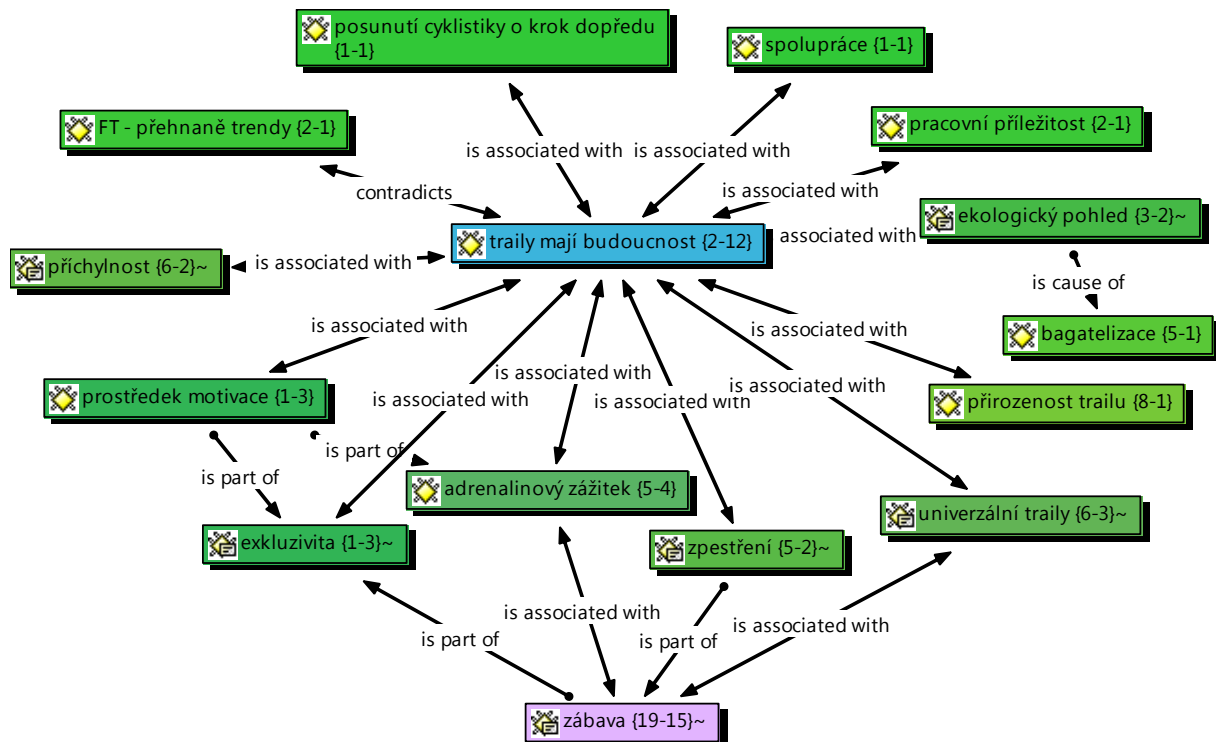 posunutí cyklistiky o krok dopředu
{1-1}
spolupráce {1-1}
FT - přehnaně trendy {2-1}
pracovní příležitost {2-1}
is associated with
is associated with
is associated with
contradicts
ekologický pohled {3-2}~
traily mají budoucnost {2-12}
associated with
příchylnost {6-2}~
is associated with
is cause of
is associated with
is associated with
bagatelizace {5-1}
is associated with
is associated with
prostředek motivace {1-3}
is associated with
is associated with
přirozenost trailu {8-1}
is part of
is part of
adrenalinový zážitek {5-4}
univerzální traily {6-3}~
exkluzivita {1-3}~
zpestření {5-2}~
is associated with
is part of
is part of
is associated with
zábava {19-15}~